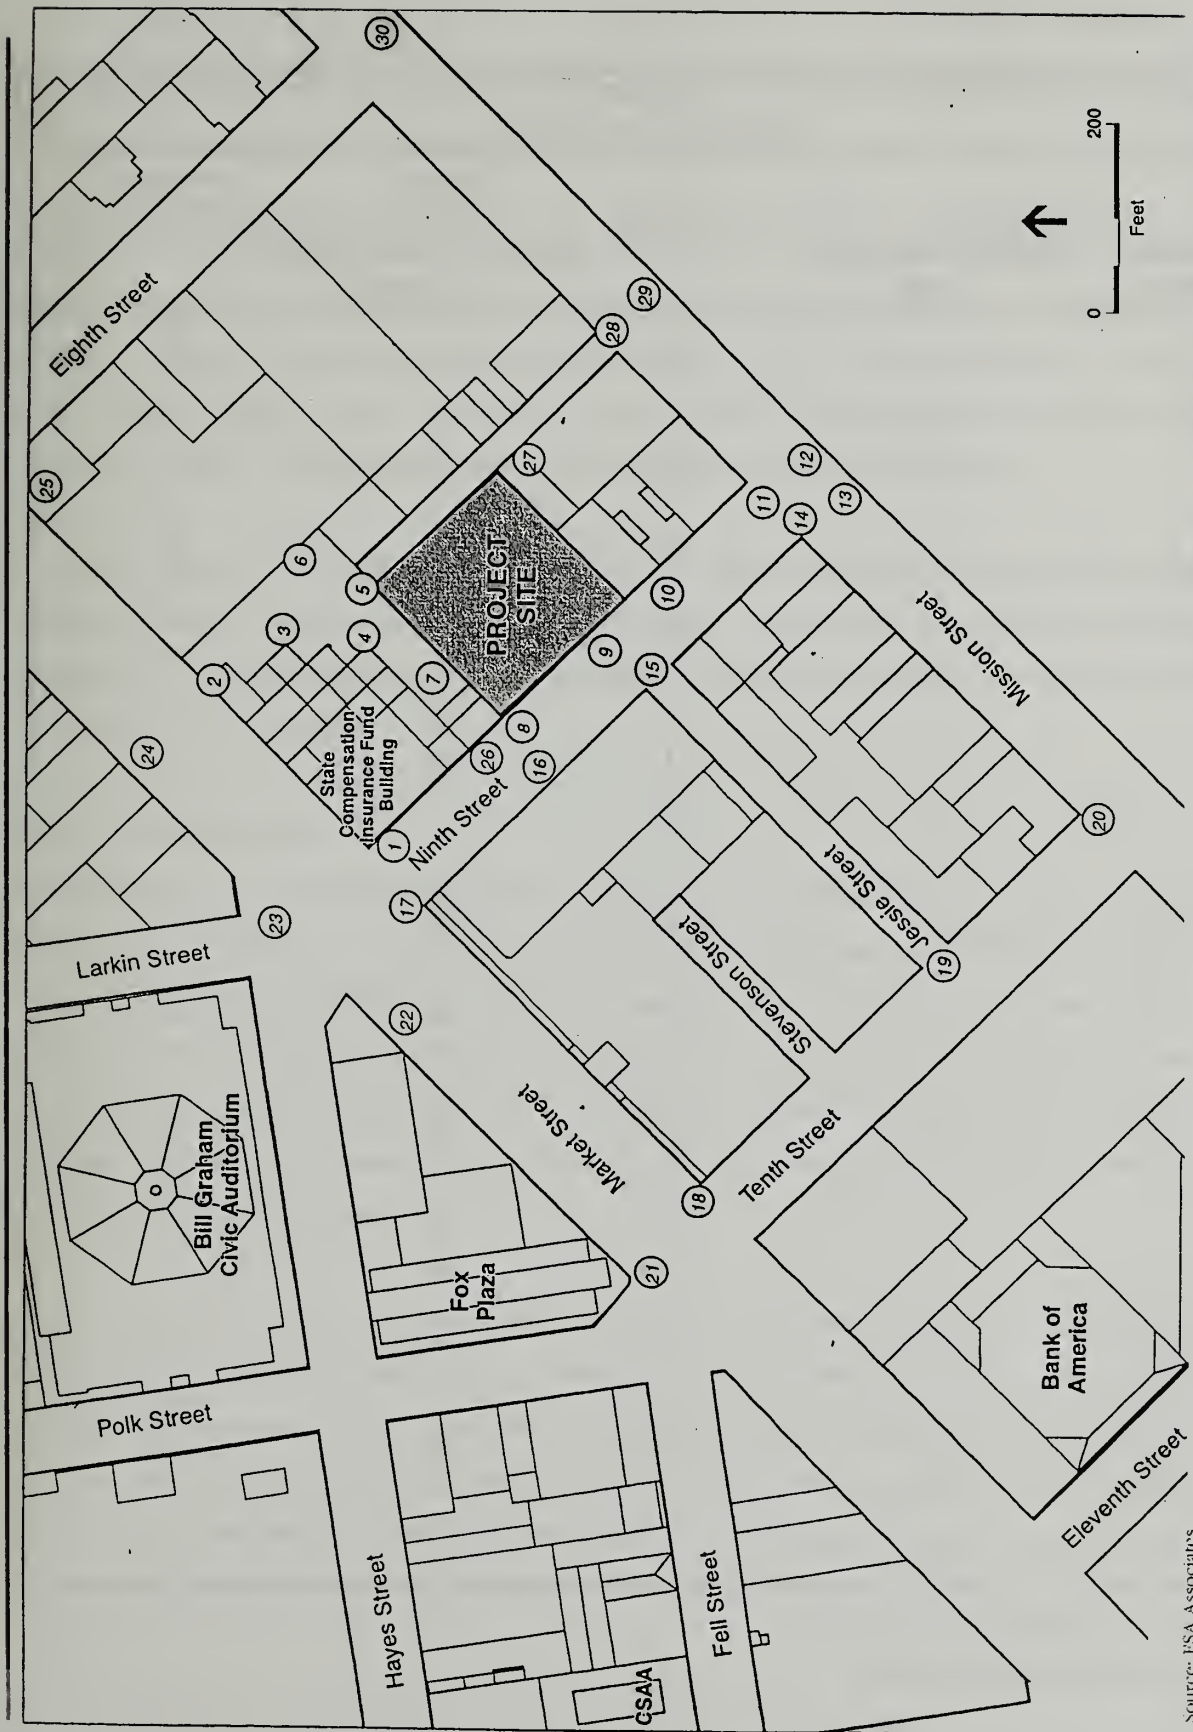 30
Eighth Street
25
6
5
3
4
2
7
24
State
Compensation
Insurance Fund
Building
1
Ninth Street
26
8
16
PROJECT
SITE
27
28
29
9
10
11
12
13
14
15
Mission Street
0
200
Feet
17
23
Larkin Street
22
Market Street
Stevenson Street
Jessie Street
19
20
18
Tenth Street
21
Bill Graham
Civic Auditorium
Fox
Plaza
Polk Street
Hayes Street
Fell Street
CSAA
Bank of
America
Eleventh Street
Source: ESA Associates